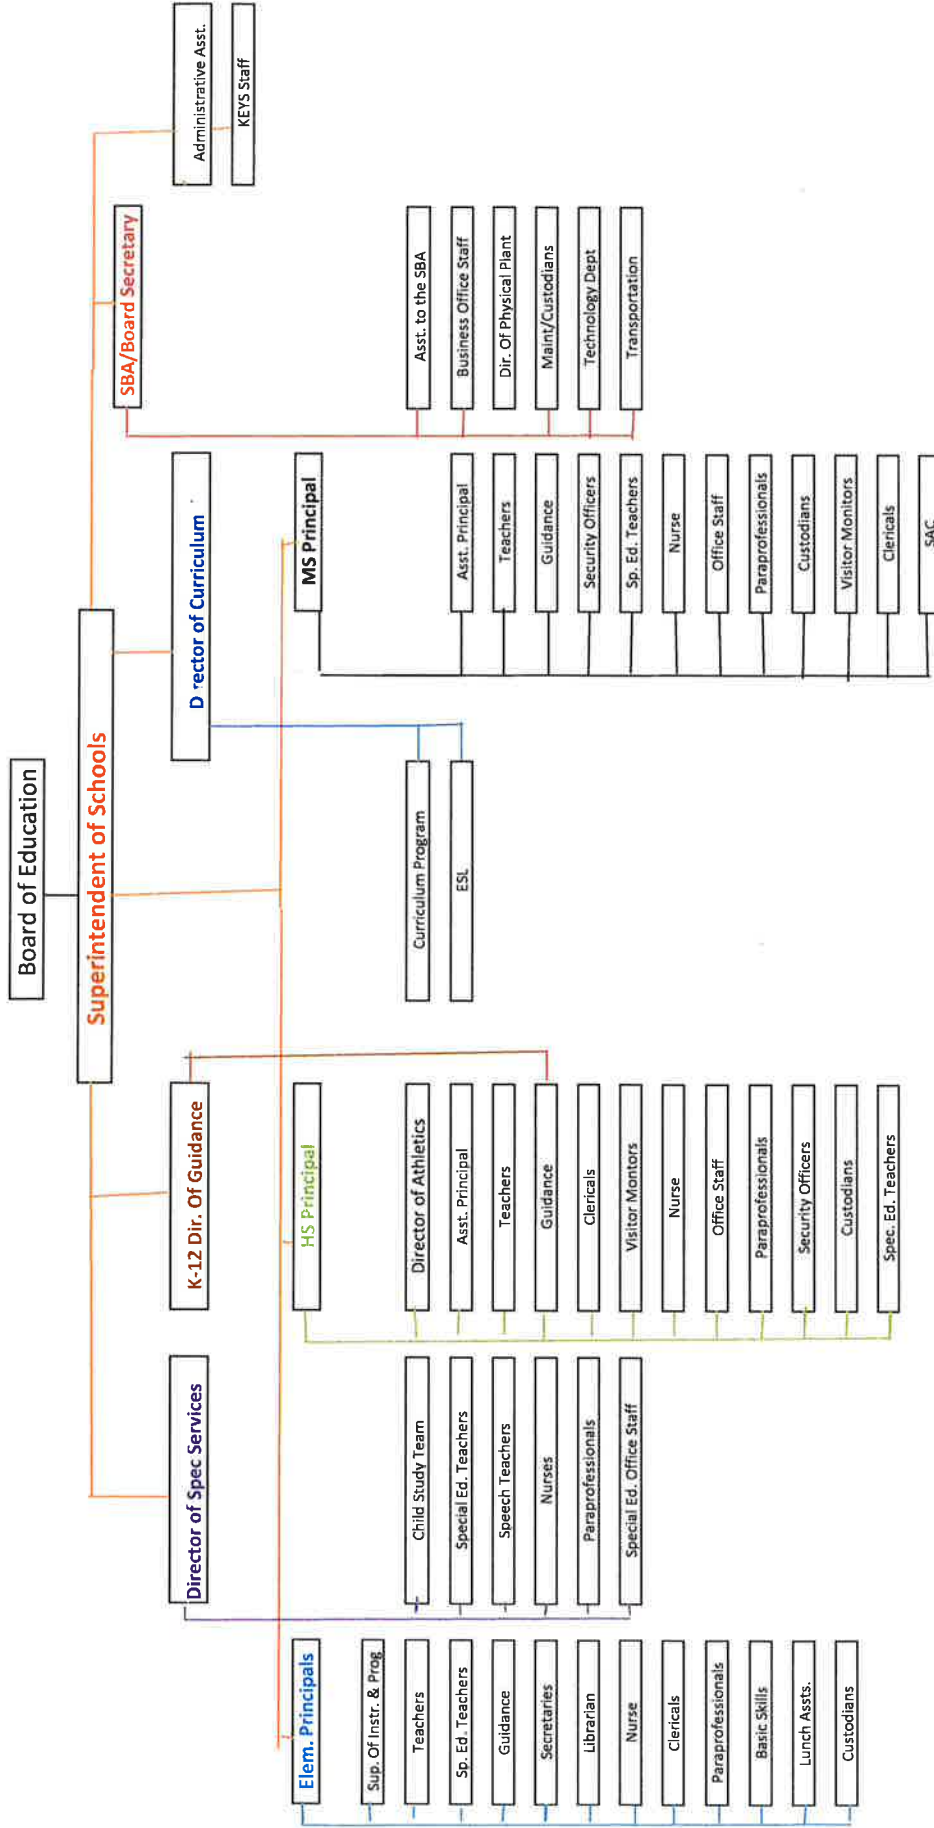 Board of Education
Superintendent of Schools
Director of Spec Services
K-12 Dir. Of Guidance
D rector of Curriculum
SBA/Board Secretary
Administrative Asst.
KEYS Staff
Elem. Principals
Sup. Of Instr. & Prog
Teachers
Sp. Ed. Teachers
Guidance
Secretaries
Librarian
Nurse
Clericals
Paraprofessionals
Basic Skills
Lunch Assts.
Custodians
Child Study Team
Special Ed. Teachers
Speech Teachers
Nurses
Paraprofessionals
Special Ed. Office Staff
HS Principal
Director of Athletics
Asst. Principal
Teachers
Guidance
Clericals
Visitor Montors
Nurse
Office Staff
Paraprofessionals
Security Officers
Custodians
Spec. Ed. Teachers
Curriculum Program
ESL
MS Principal
Asst. Principal
Teachers
Guidance
Security Officers
Sp. Ed. Teachers
Nurse
Office Staff
Paraprofessionals
Custodians
Visitor Monitors
Clericals
SAC
Asst. to the SBA
Business Office Staff
Dir. Of Physical Plant
Maint/Custodians
Technology Dept
Transportation